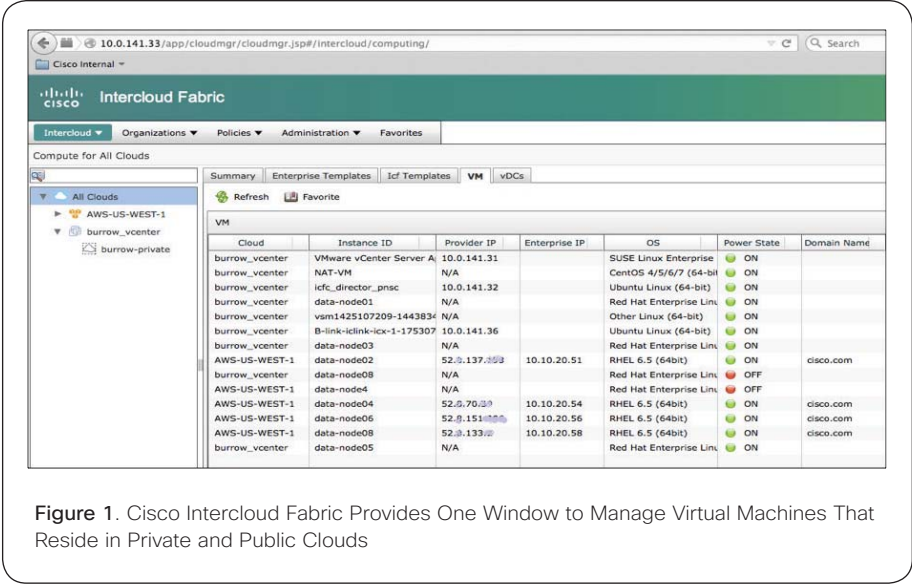 10.0.141.33/app/cloudmgr/cloudmgr.jsp#/intercloud/computing/ Search
Cisco Internal
cisco Intercloud Fabric
Intercloud Organizations Policies Administration Favorites
Compute for All Clouds
Summary Enterprise Templates Icf Templates VM vDCs
All Clouds
AWS-US-WEST-1
burrow_vcenter
burrow-private
Refresh Favorite
VM
Cloud Instance ID Provider IP Enterprise IP OS Power State Domain Name
burrow_vcenter VMware vCenter Server A 10.0.141.31 SUSE Linux Enterprise ON
burrow_vcenter NAT-VM N/A CentOS 4/5/6/7 (64-bit ON
burrow_vcenter icfc_director_pnsc 10.0.141.32 Ubuntu Linux (64-bit) ON
burrow_vcenter data-node01 N/A Red Hat Enterprise Linu ON
burrow_vcenter vsm1425107209-1443834 N/A Other Linux (64-bit) ON
burrow_vcenter B-link-iclink-icx-1-175307 10.0.141.36 Ubuntu Linux (64-bit) ON
burrow_vcenter data-node03 N/A Red Hat Enterprise Linu ON
AWS-US-WEST-1 data-node02 10.10.20.51 RHEL 6.5 (64bit) ON cisco.com
burrow_vcenter data-node08 N/A Red Hat Enterprise Linu OFF
AWS-US-WEST-1 data-node4 N/A Red Hat Enterprise Linu OFF
AWS-US-WEST-1 data-node04 10.10.20.54 RHEL 6.5 (64bit) ON cisco.com
AWS-US-WEST-1 data-node06 10.10.20.56 RHEL 6.5 (64bit) ON cisco.com
AWS-US-WEST-1 data-node08 10.10.20.58 RHEL 6.5 (64bit) ON cisco.com
burrow_vcenter data-node05 N/A Red Hat Enterprise Linu ON
Figure 1. Cisco Intercloud Fabric Provides One Window to Manage Virtual Machines That
Reside in Private and Public Clouds